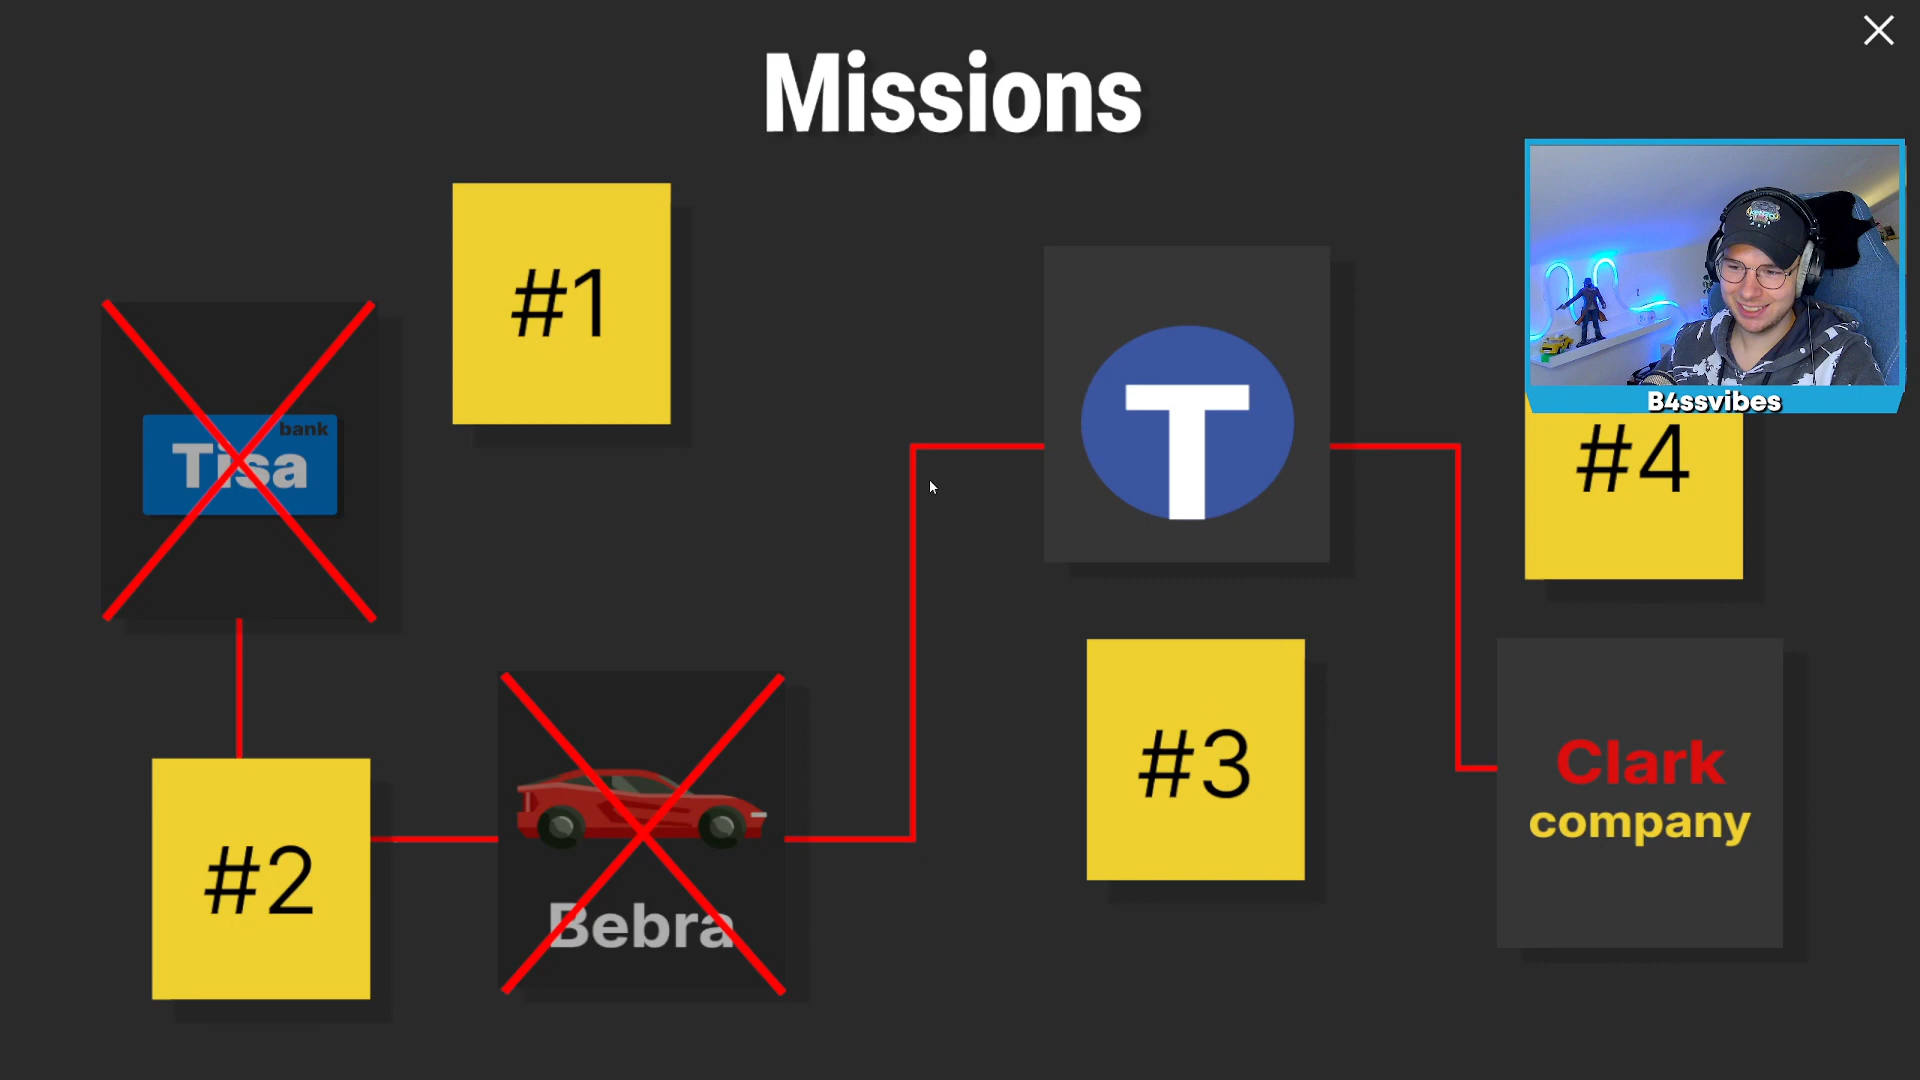 Missions
#1
bank
Tisa
T
B4ssvibes
#4
#2
Bebra
#3
Clark
company